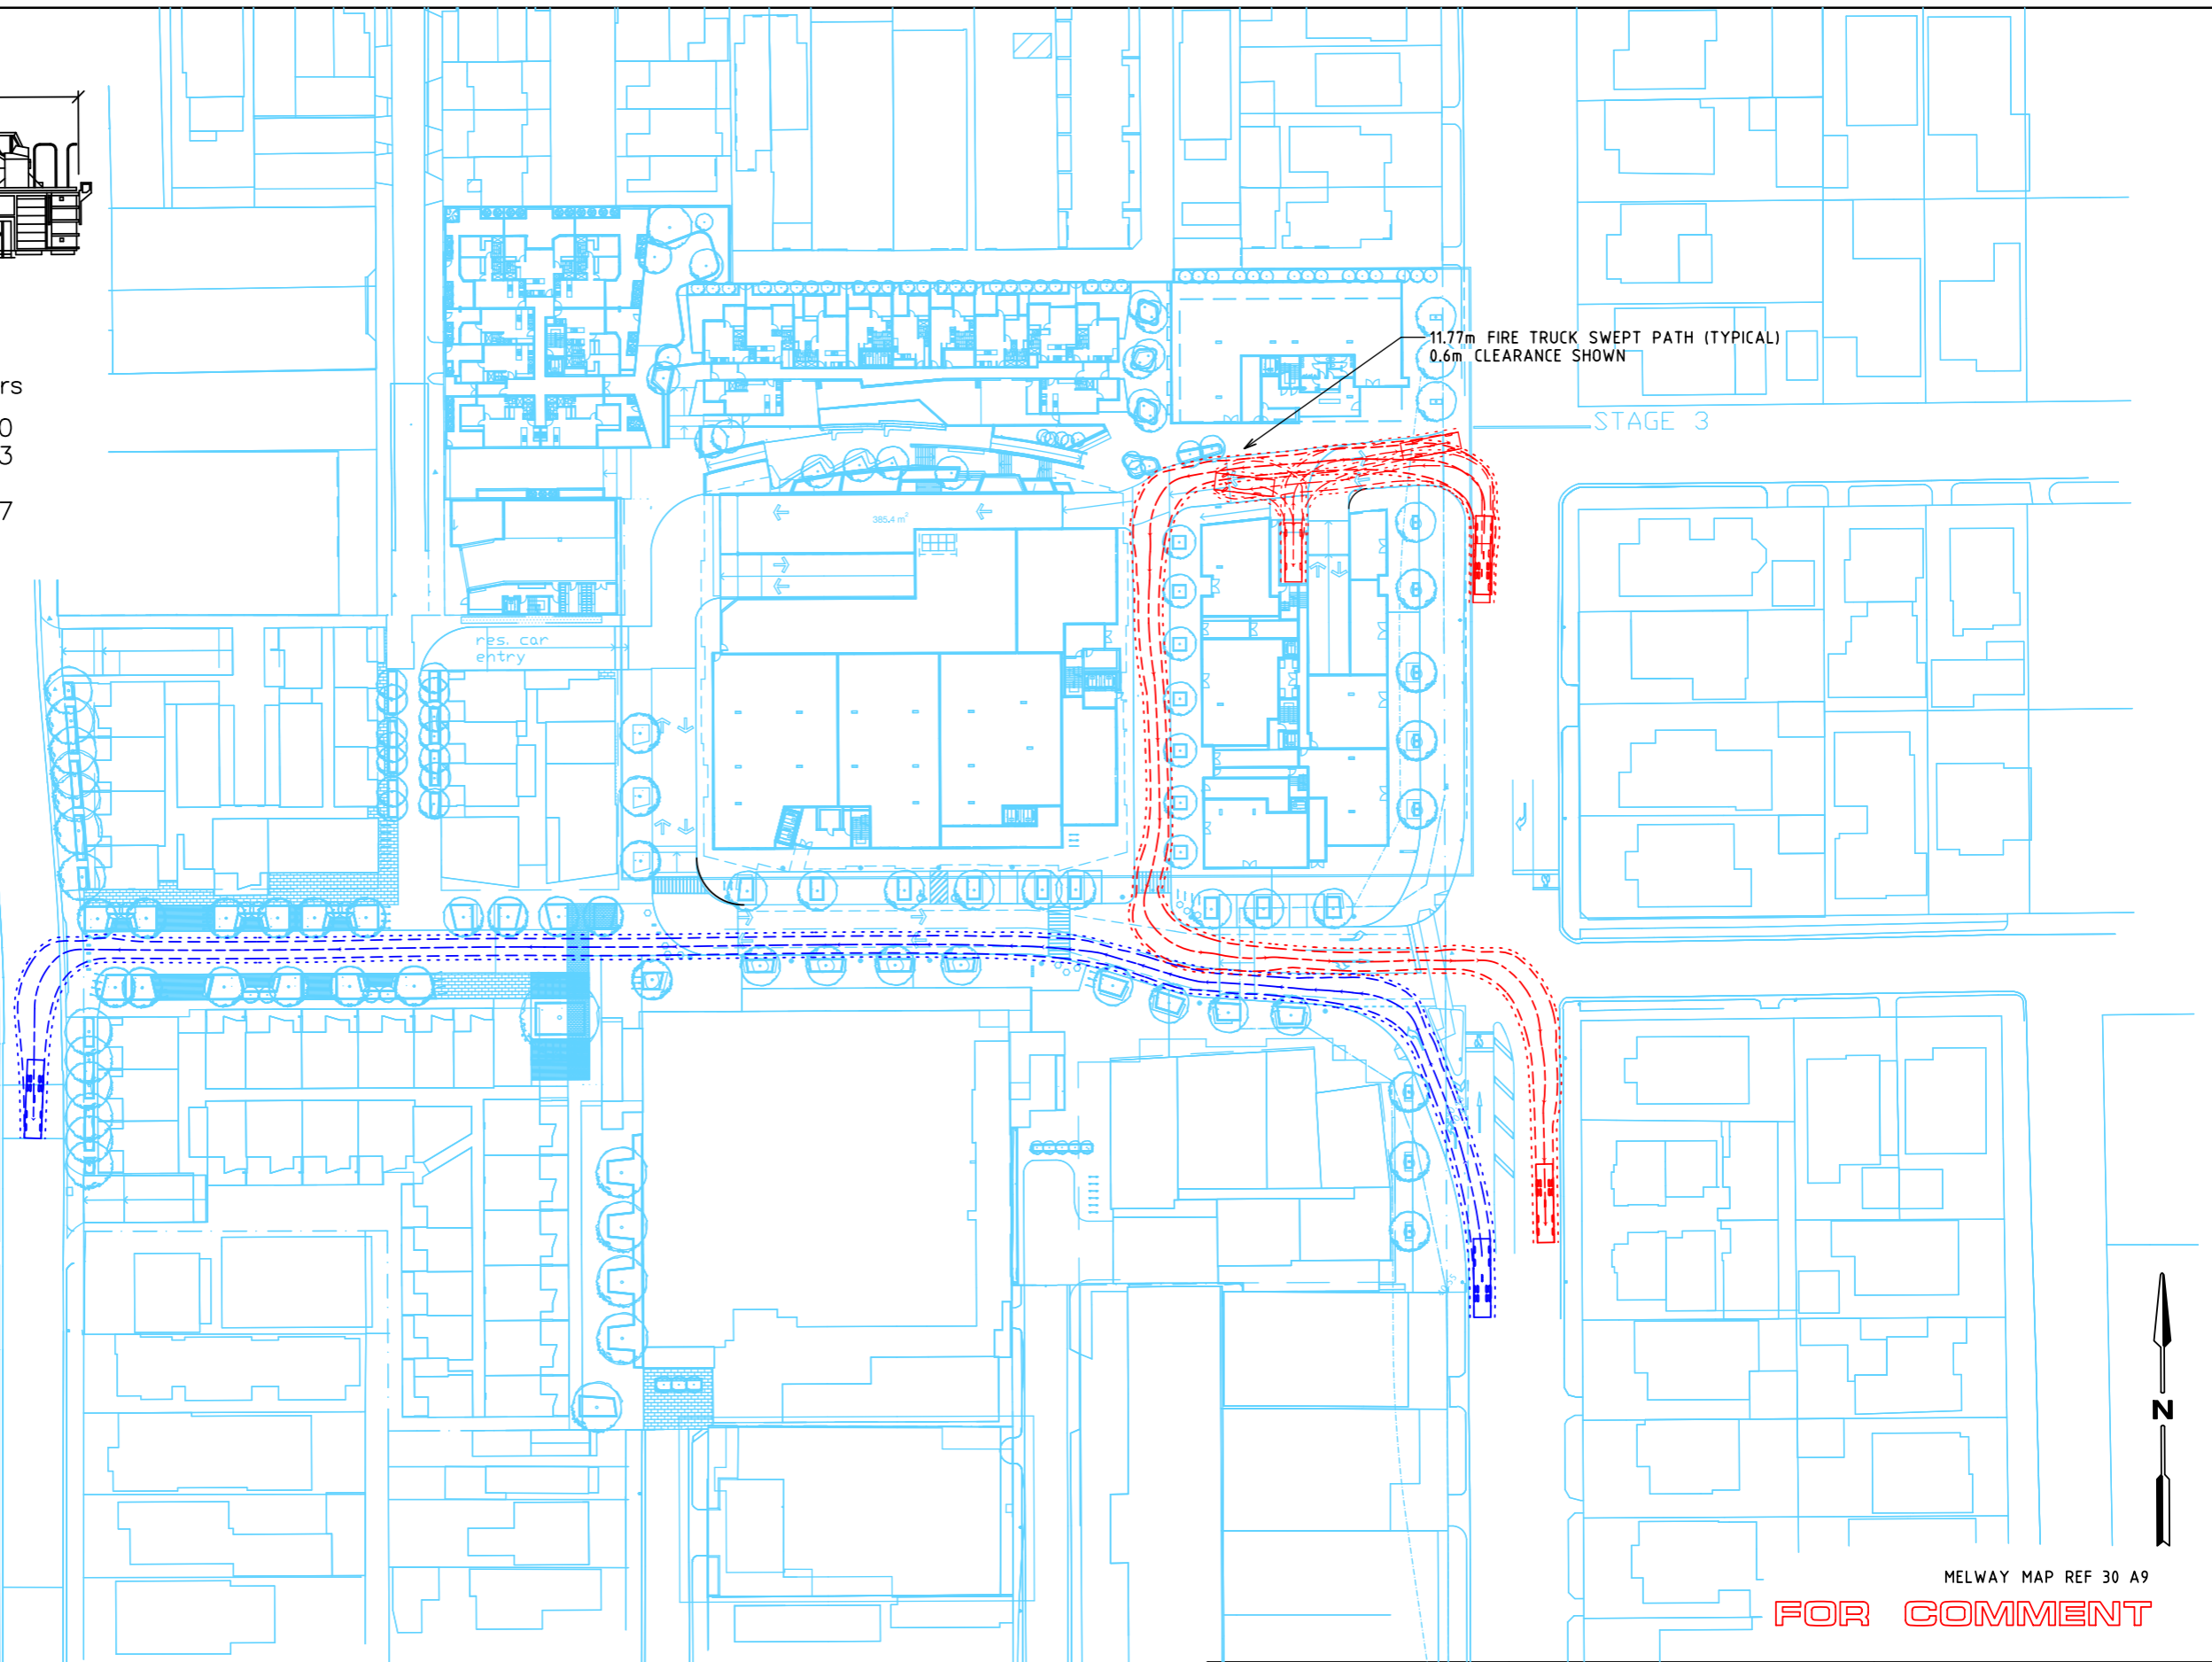 rs
0
3
7
11.77m FIRE TRUCK SWEPT PATH (TYPICAL)
0.6m CLEARANCE SHOWN
STAGE 3
385.4 m²
res. car
entry
N
MELWAY MAP REF 30 A9
FOR COMMENT